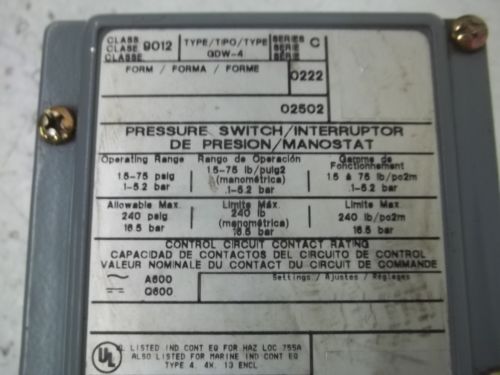 CLASS CLASE CLASSE 9012 TYPE/TIPO/TYPE GDW-4 SERIES SERIE SÉRIE C
FORM / FORMA / FORME 0222
02502
PRESSURE SWITCH/INTERRUPTOR
DE PRESION/MANOSTAT
Operating Range Rango de Operación Gamme de Fonctionnement
1.5-75 psig 1.5-75 lb/pulg2 (manométrica) 1.5 à 75 lb/po2m
.1-5.2 bar .1-5.2 bar .1-5.2 bar
Allowable Max. Limite Máx. Limite Max.
240 psig 240 lb (manométrica) 240 lb/po2m
16.5 bar 16.5 bar 16.5 bar
CONTROL CIRCUIT CONTACT RATING
CAPACIDAD DE CONTACTOS DEL CIRCUITO DE CONTROL
VALEUR NOMINALE DU CONTACT DU CIRCUIT DE COMMANDE
A600 Settings / Ajustes / Réglages
Q600
UL LISTED IND CONT EQ FOR HAZ LOC 755A
ALSO LISTED FOR MARINE IND CONT EQ
TYPE 4, 4X, 13 ENCL